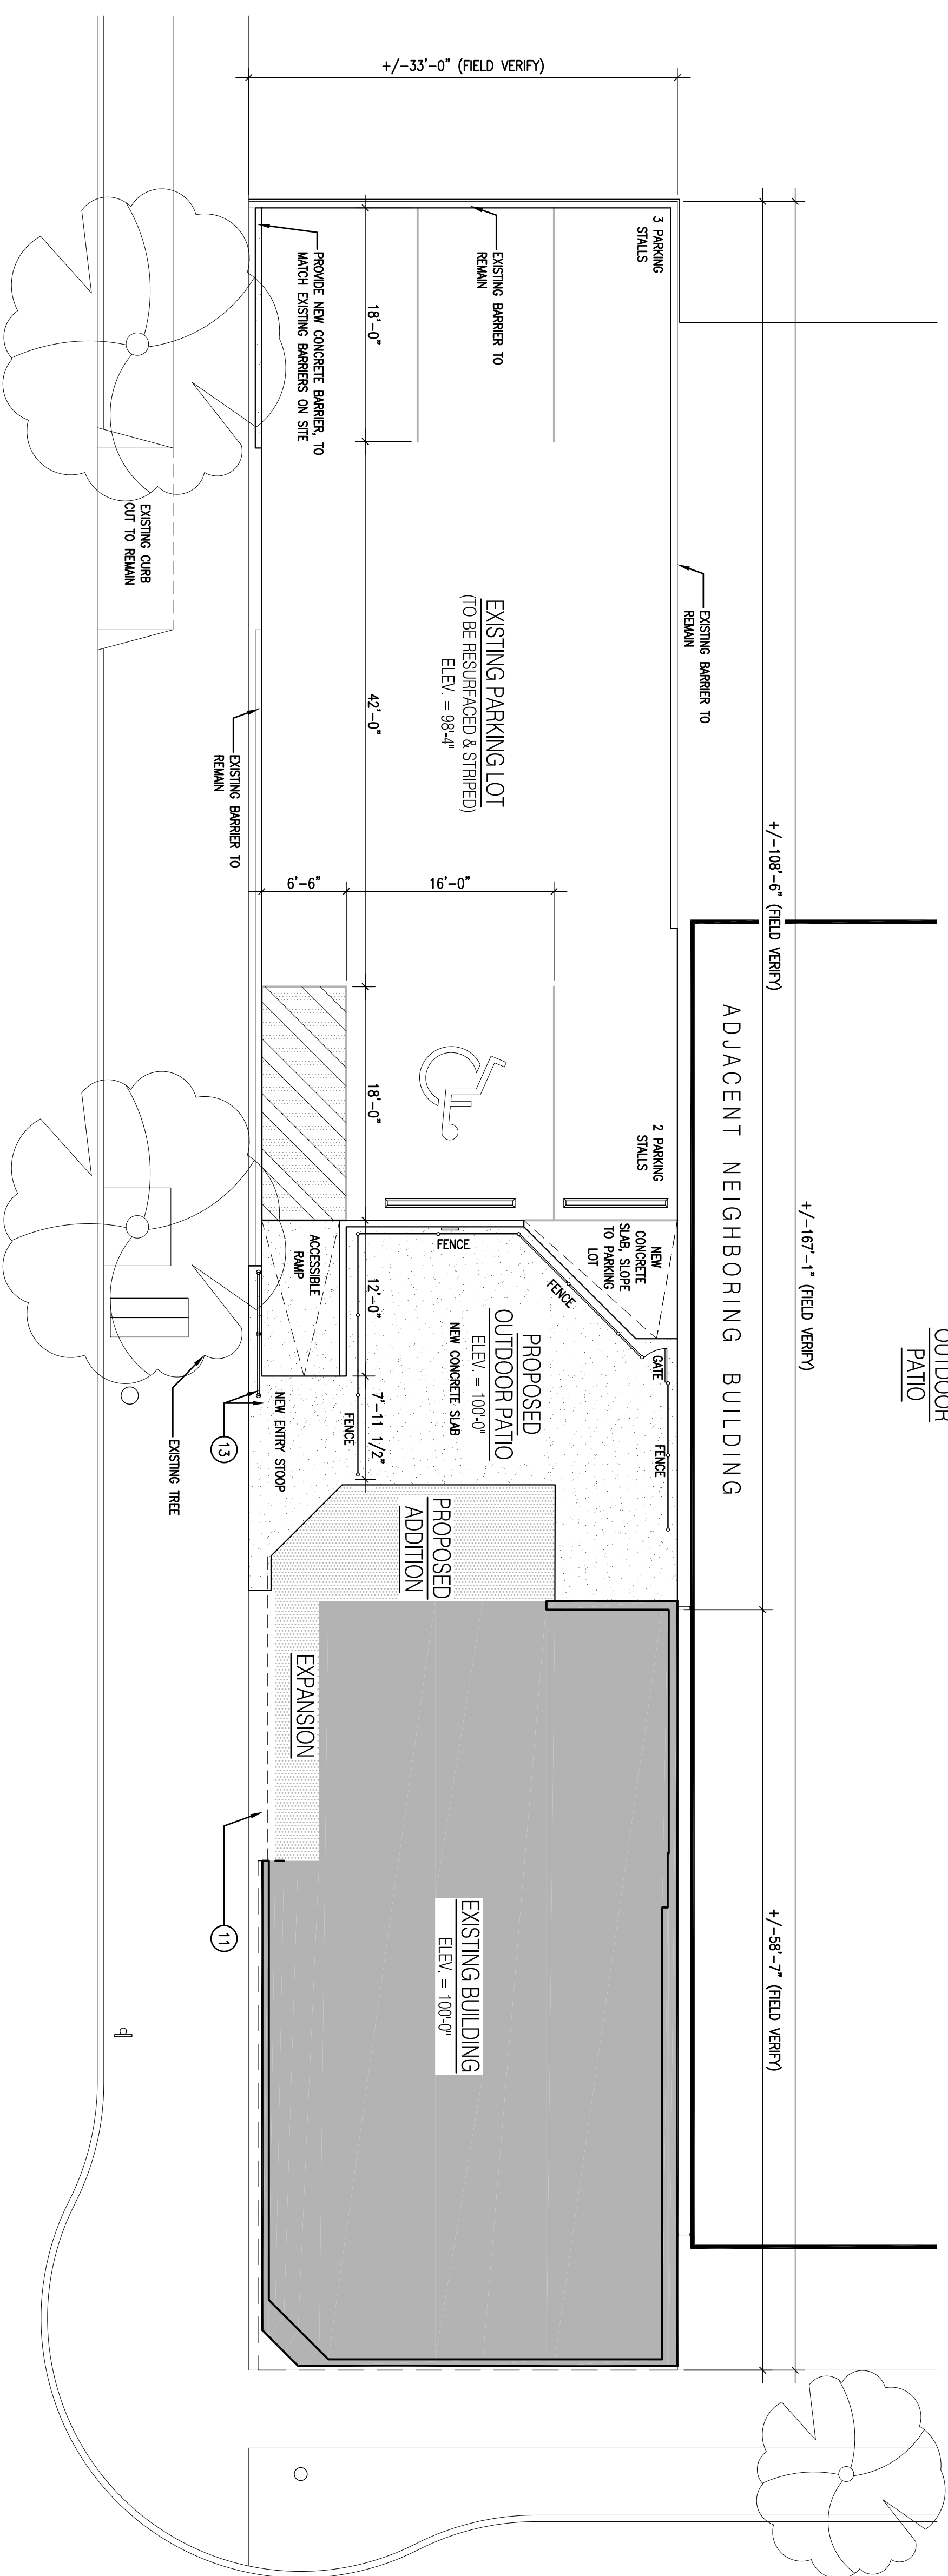 +/-33'-0" (FIELD VERIFY)
+/-167'-1" (FIELD VERIFY)
+/-108'-6" (FIELD VERIFY)
+/-58'-7" (FIELD VERIFY)
OUTDOOR
PATIO
ADJACENT NEIGHBORING BUILDING
3 PARKING
STALLS
EXISTING BARRIER TO
REMAIN
EXISTING BARRIER TO
REMAIN
PROVIDE NEW CONCRETE BARRIER, TO
MATCH EXISTING BARRIERS ON SITE
18'-0"
42'-0"
18'-0"
12'-0"
7'-11 1/2"
EXISTING PARKING LOT
(TO BE RESURFACED & STRIPED)
ELEV. = 98'-4"
6'-6"
16'-0"
2 PARKING
STALLS
NEW
CONCRETE
SLAB, SLOPE
TO PARKING
LOT
FENCE
FENCE
GATE
FENCE
FENCE
PROPOSED
OUTDOOR PATIO
ELEV. = 100'-0"
NEW CONCRETE SLAB
ACCESSIBLE
RAMP
NEW ENTRY STOOP
13
PROPOSED
ADDITION
EXPANSION
EXISTING BUILDING
ELEV. = 100'-0"
11
EXISTING BARRIER TO
REMAIN
EXISTING CURB
CUT TO REMAIN
EXISTING TREE